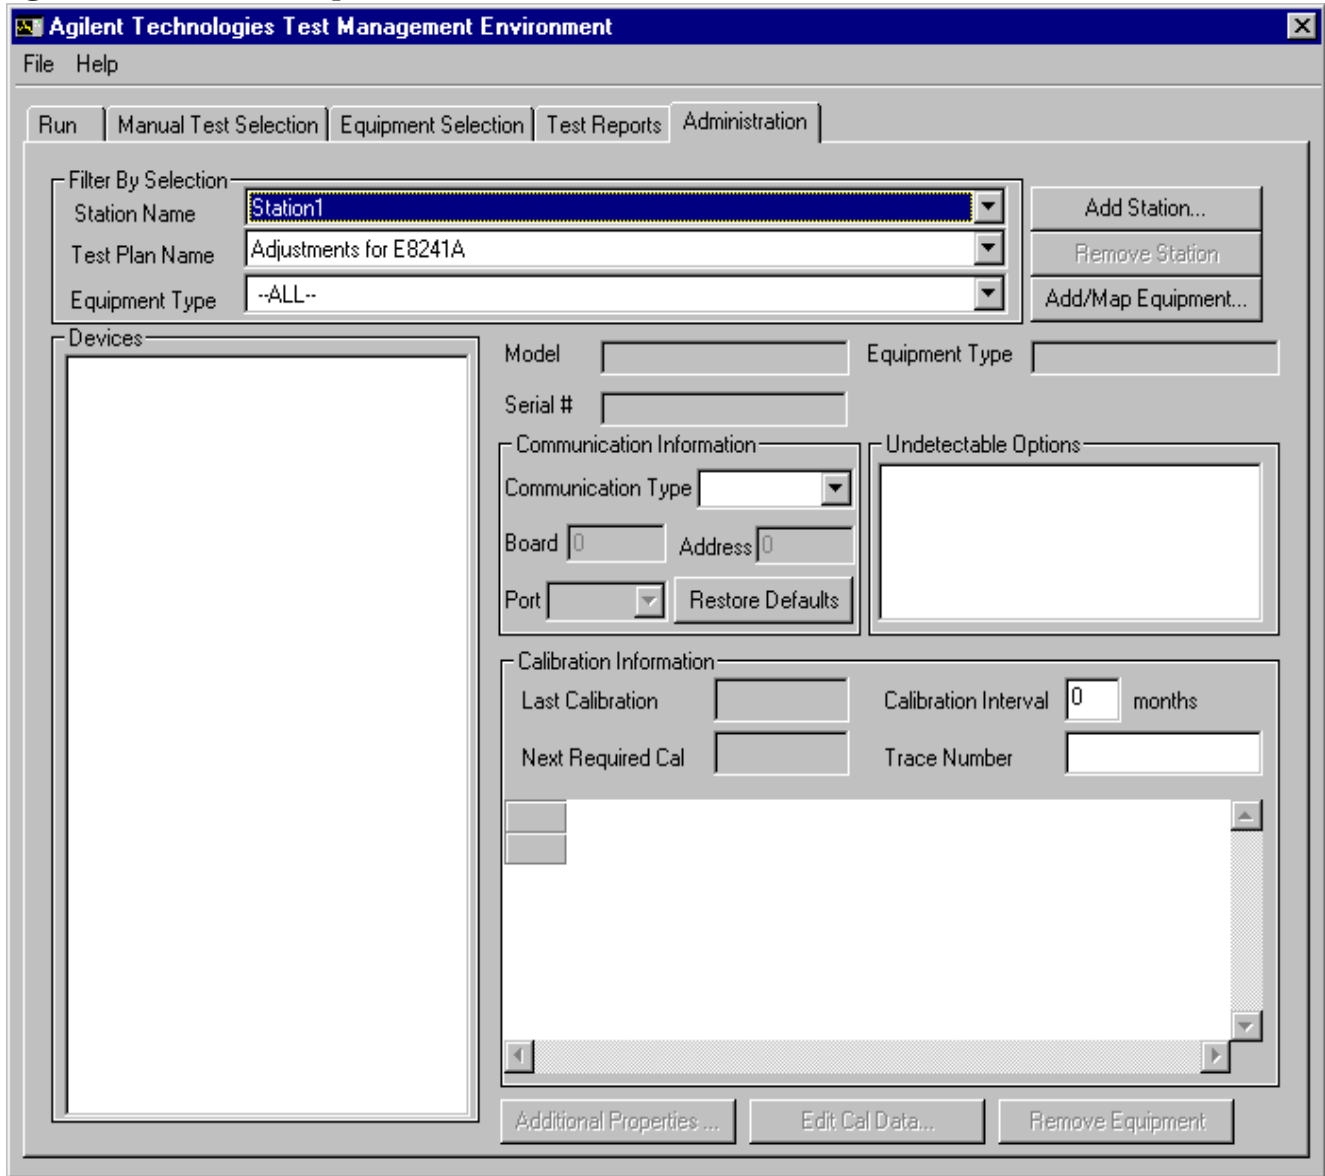 Agilent Technologies Test Management Environment
File Help
Run Manual Test Selection Equipment Selection Test Reports Administration
Filter By Selection
Station Name Station1 Add Station...
Test Plan Name Adjustments for E8241A Remove Station
Equipment Type --ALL-- Add/Map Equipment...
Devices
Model Equipment Type
Serial #
Communication Information Undetectable Options
Communication Type
Board 0 Address 0
Port Restore Defaults
Calibration Information
Last Calibration Calibration Interval 0 months
Next Required Cal Trace Number
Additional Properties ... Edit Cal Data... Remove Equipment